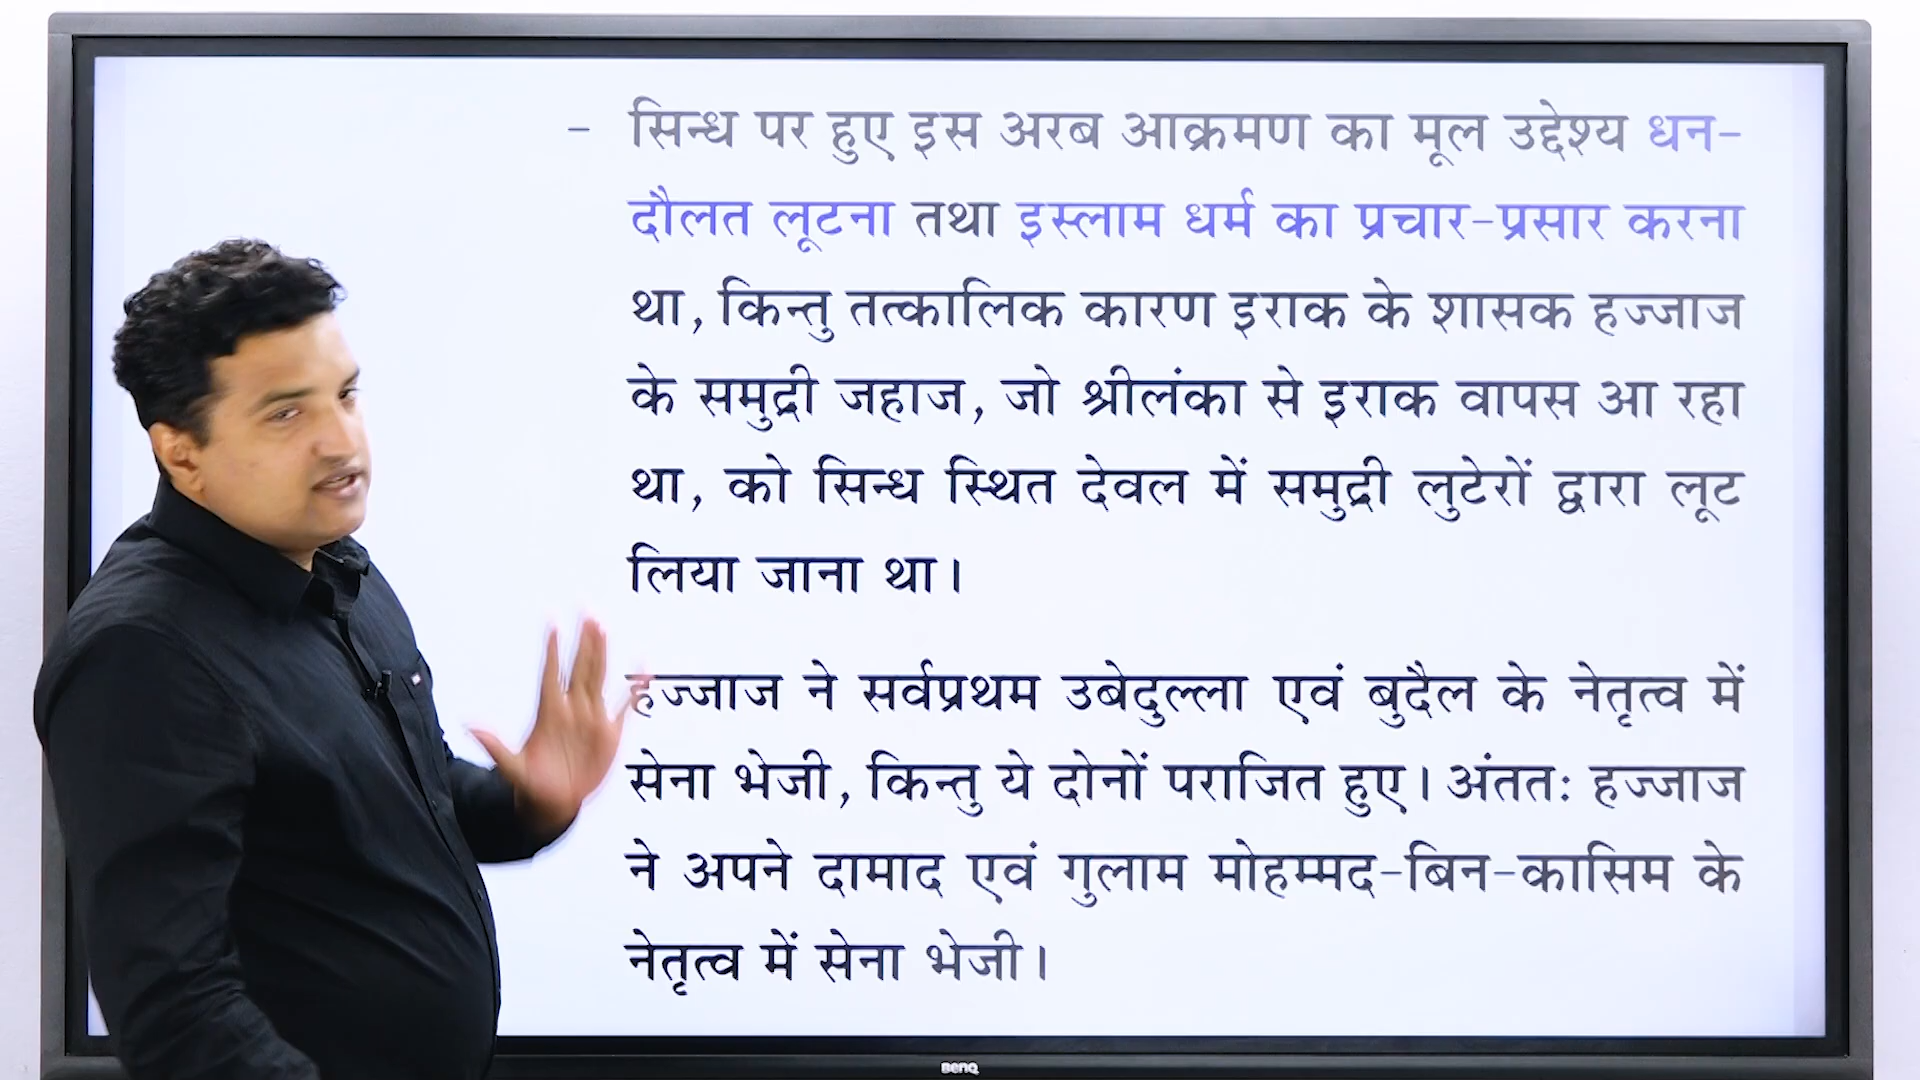 - सिन्ध पर हुए इस अरब आक्रमण का मूल उद्देश्य धन-
दौलत लूटना तथा इस्लाम धर्म का प्रचार-प्रसार करना
था, किन्तु तत्कालिक कारण इराक के शासक हज्जाज
के समुद्री जहाज, जो श्रीलंका से इराक वापस आ रहा
था, को सिन्ध स्थित देवल में समुद्री लुटेरों द्वारा लूट
लिया जाना था।
हज्जाज ने सर्वप्रथम उबेदुल्ला एवं बुदैल के नेतृत्व में
सेना भेजी, किन्तु ये दोनों पराजित हुए। अंतत: हज्जाज
ने अपने दामाद एवं गुलाम मोहम्मद-बिन-कासिम के
नेतृत्व में सेना भेजी।
BenQ